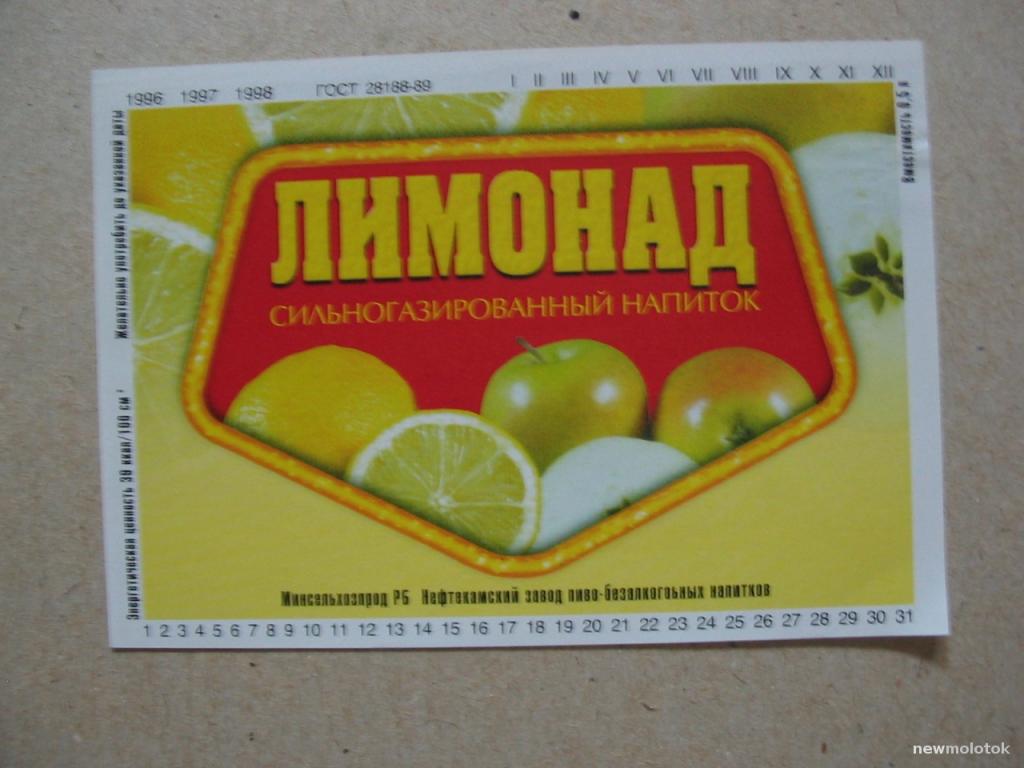 1996 1997 1998 ГОСТ 28188-89 I II III IV V VI VII VIII IX X XI XII
Желательно употребить до указанной даты
Энергетическая ценность 39 ккал/100 см³
Вместимость 0,5 л
ЛИМОНАД
СИЛЬНОГАЗИРОВАННЫЙ НАПИТОК
Минсельхозпрод РБ Нефтекамский завод пиво-безалкогоьных напитков
1 2 3 4 5 6 7 8 9 10 11 12 13 14 15 16 17 18 19 20 21 22 23 24 25 26 27 28 29 30 31
newmolotok